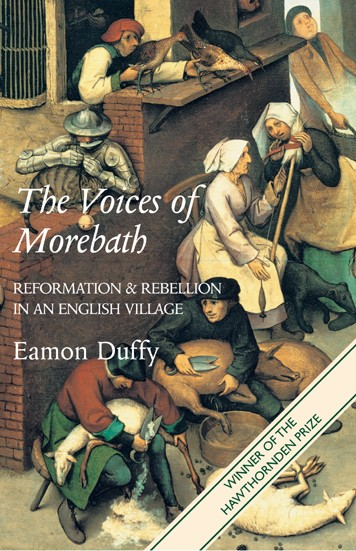 The Voices of
Morebath
REFORMATION & REBELLION
IN AN ENGLISH VILLAGE
Eamon Duffy
WINNER OF THE
HAWTHORNDEN PRIZE